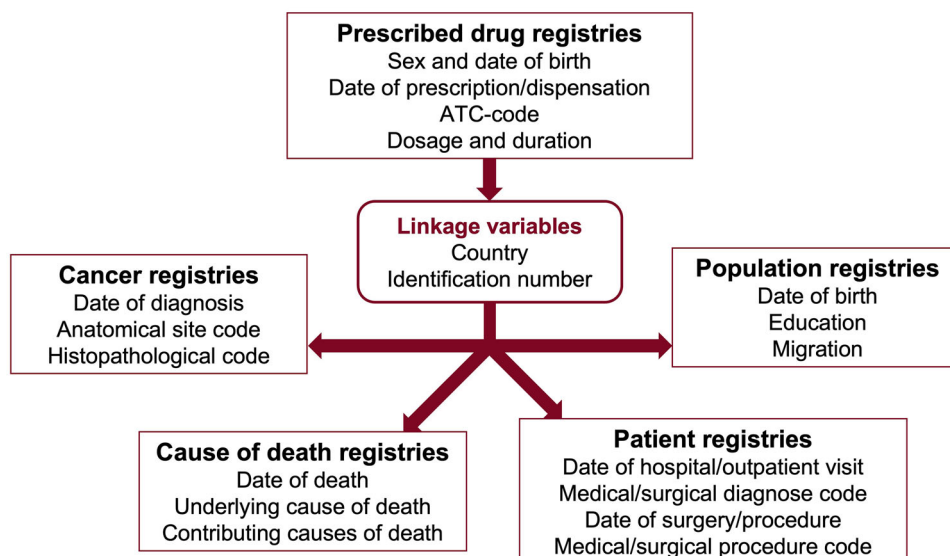 Prescribed drug registries
Sex and date of birth
Date of prescription/dispensation
ATC-code
Dosage and duration
Linkage variables
Country
Identification number
Cancer registries
Date of diagnosis
Anatomical site code
Histopathological code
Population registries
Date of birth
Education
Migration
Cause of death registries
Date of death
Underlying cause of death
Contributing causes of death
Patient registries
Date of hospital/outpatient visit
Medical/surgical diagnose code
Date of surgery/procedure
Medical/surgical procedure code